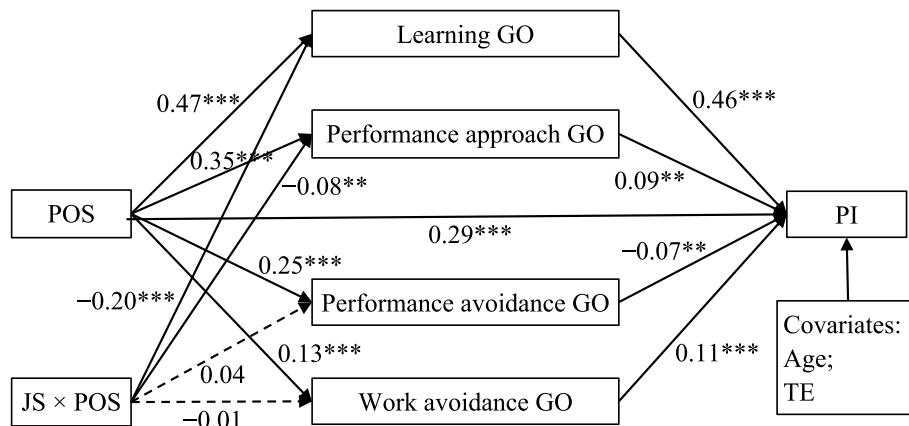 Learning GO
0.47***
0.46***
Performance approach GO
0.35***
−0.08**
0.09**
POS
PI
0.29***
−0.07**
0.25***
−0.20***
Performance avoidance GO
Covariates:
Age;
TE
0.13***
0.11***
0.04
JS × POS
Work avoidance GO
−0.01